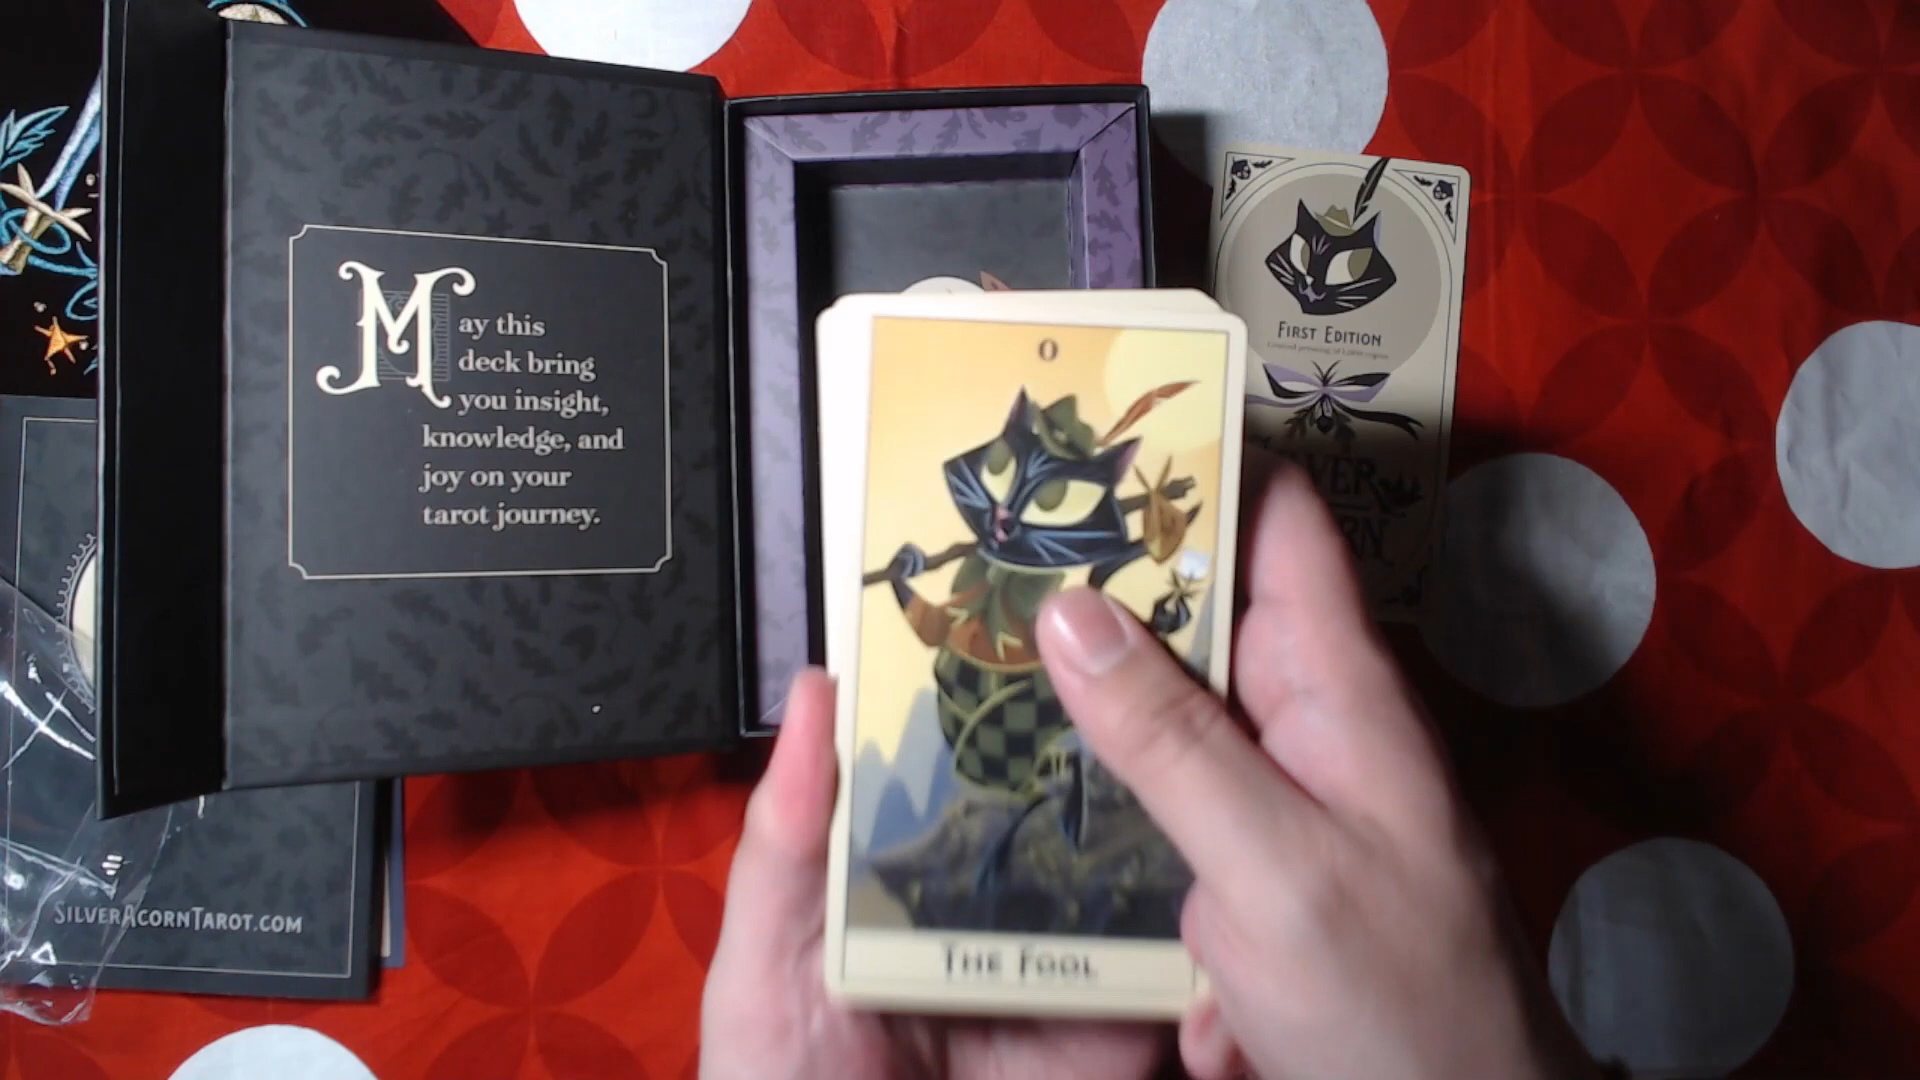 May this
deck bring
you insight,
knowledge, and
joy on your
tarot journey.
0
The Fool
First Edition
SilverAcornTarot.com